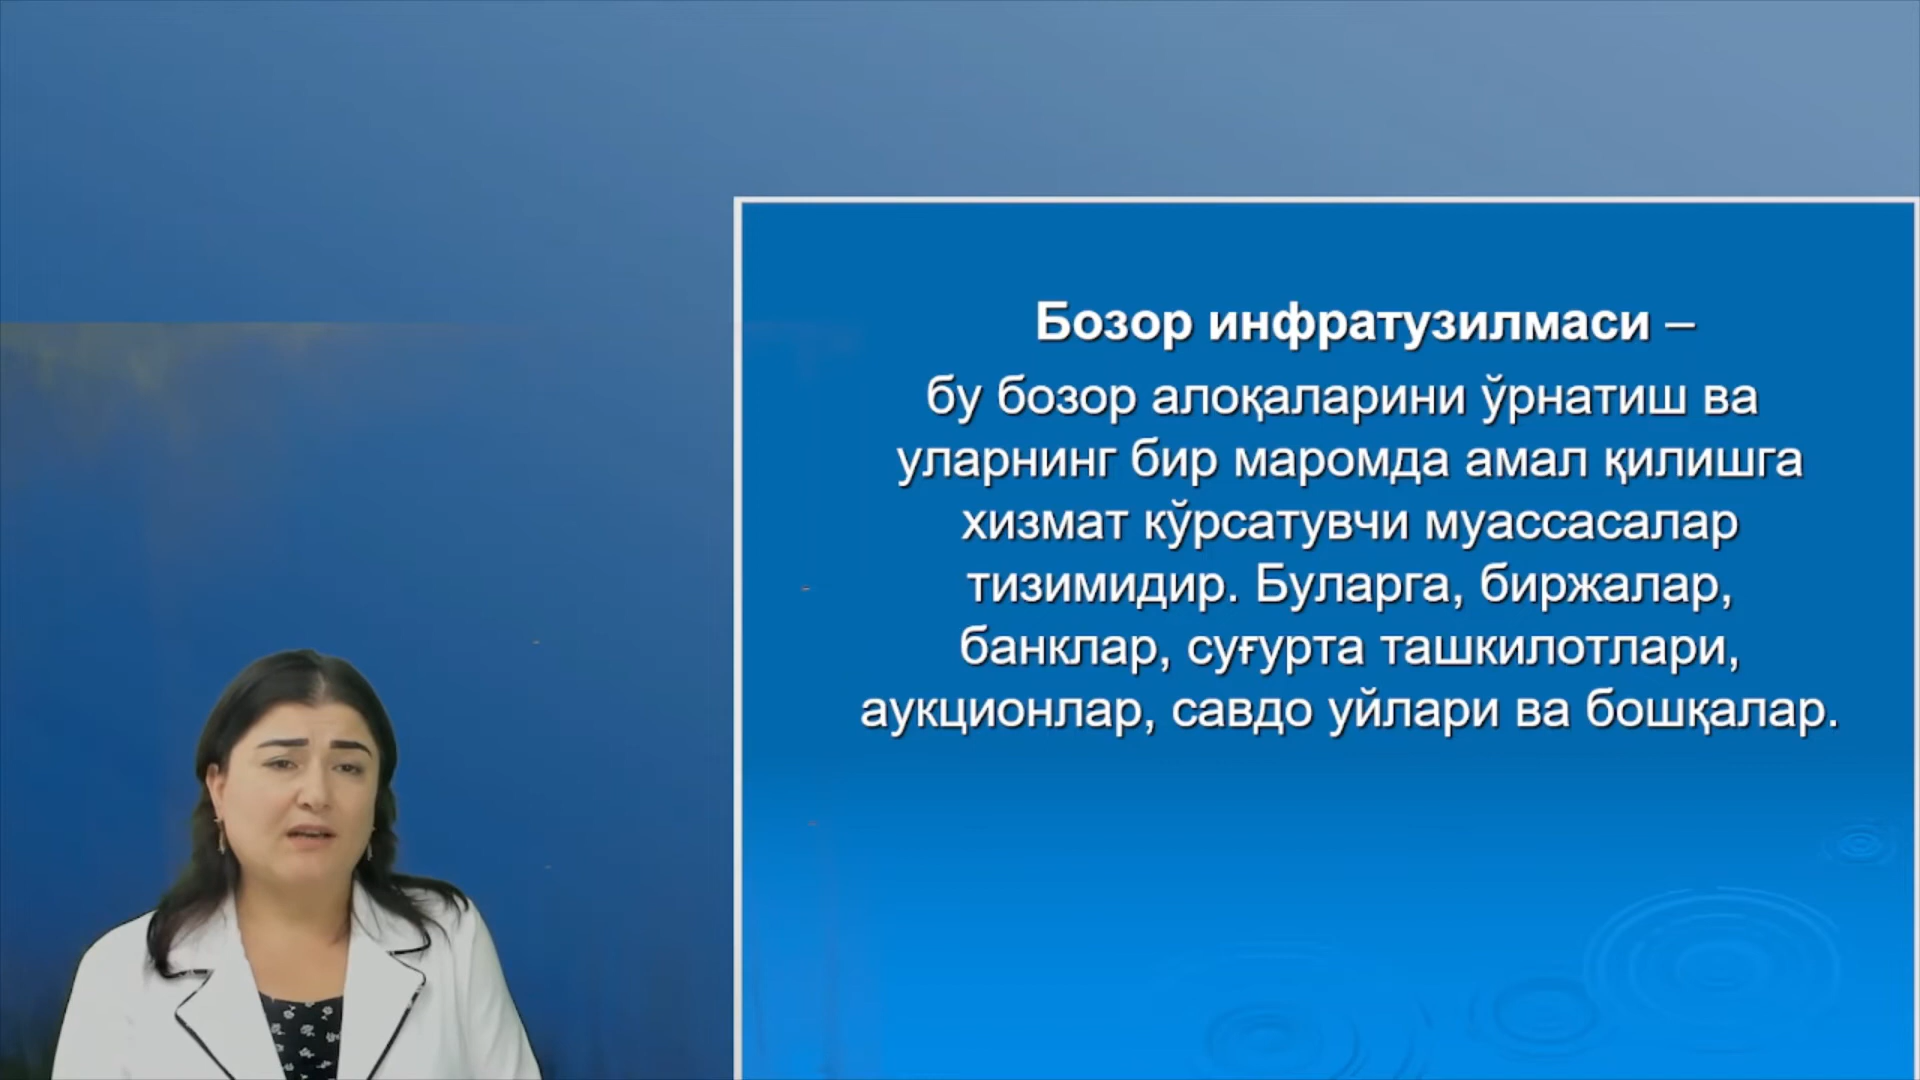 Бозор инфратузилмаси –
бу бозор алоқаларини ўрнатиш ва
уларнинг бир маромда амал қилишга
хизмат кўрсатувчи муассасалар
тизимидир. Буларга, биржалар,
банклар, суғурта ташкилотлари,
аукционлар, савдо уйлари ва бошқалар.